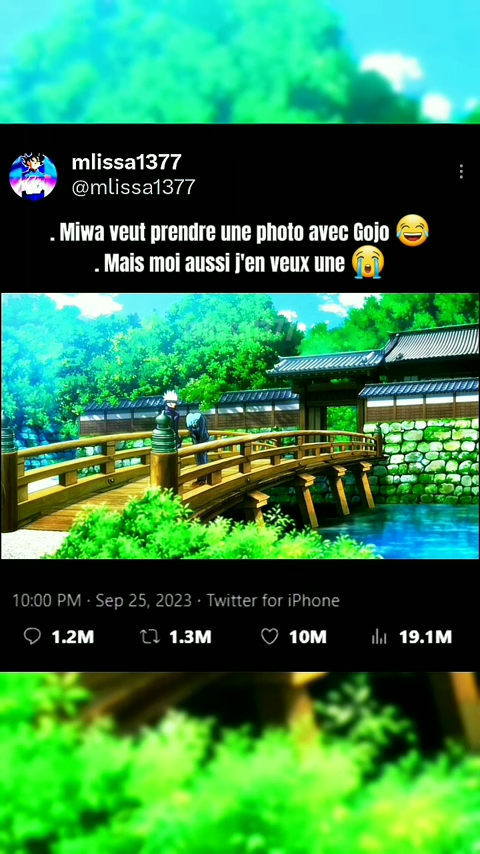 mlissa1377
@mlissa1377
. Miwa veut prendre une photo avec Gojo 😂
. Mais moi aussi j'en veux une 😭
10:00 PM · Sep 25, 2023 · Twitter for iPhone
1.2M 1.3M 10M 19.1M